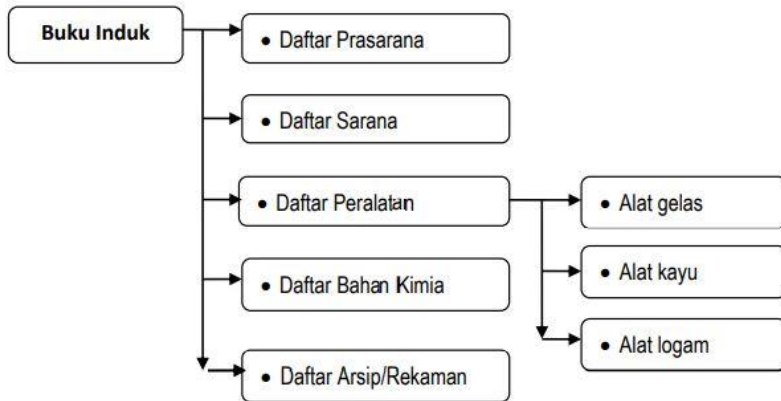 Buku Induk
• Daftar Prasarana
• Daftar Sarana
• Daftar Peralatan
• Daftar Bahan Kimia
• Daftar Arsip/Rekaman
• Alat gelas
• Alat kayu
• Alat logam